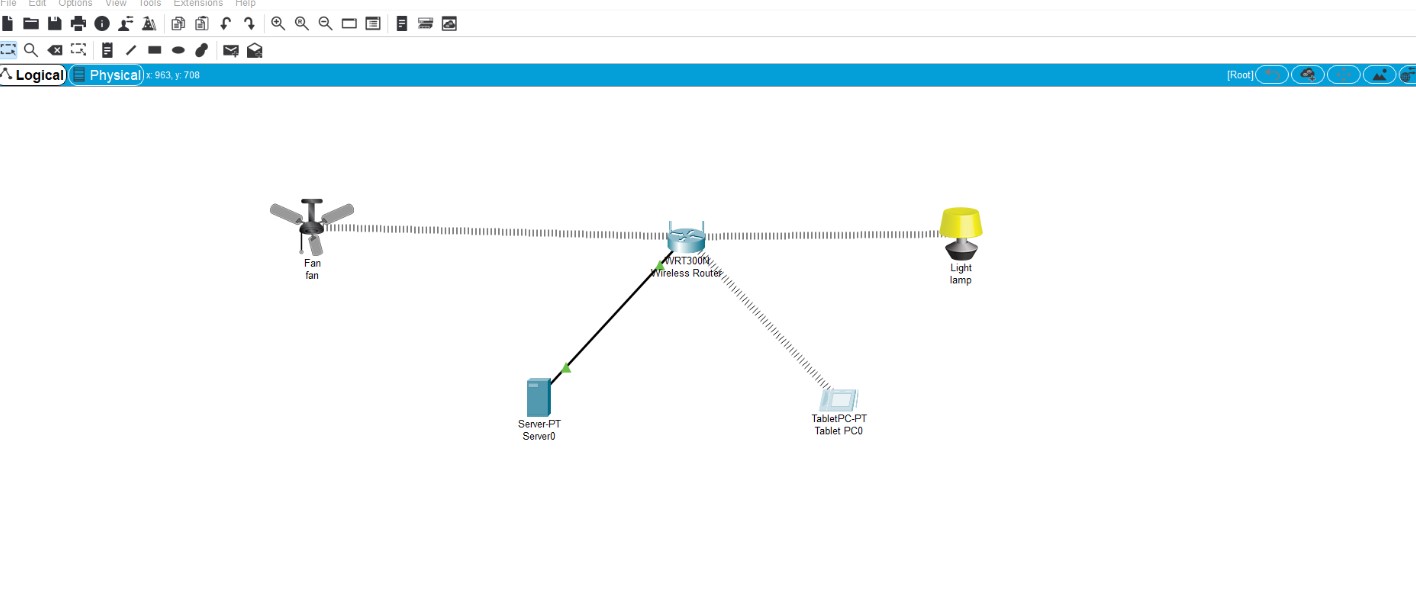 File Edit Options View Tools Extensions Help
Logical Physical x: 963, y: 708 [Root]
Fan
fan
WRT300N
Wireless Router
Light
lamp
Server-PT
Server0
TabletPC-PT
Tablet PC0